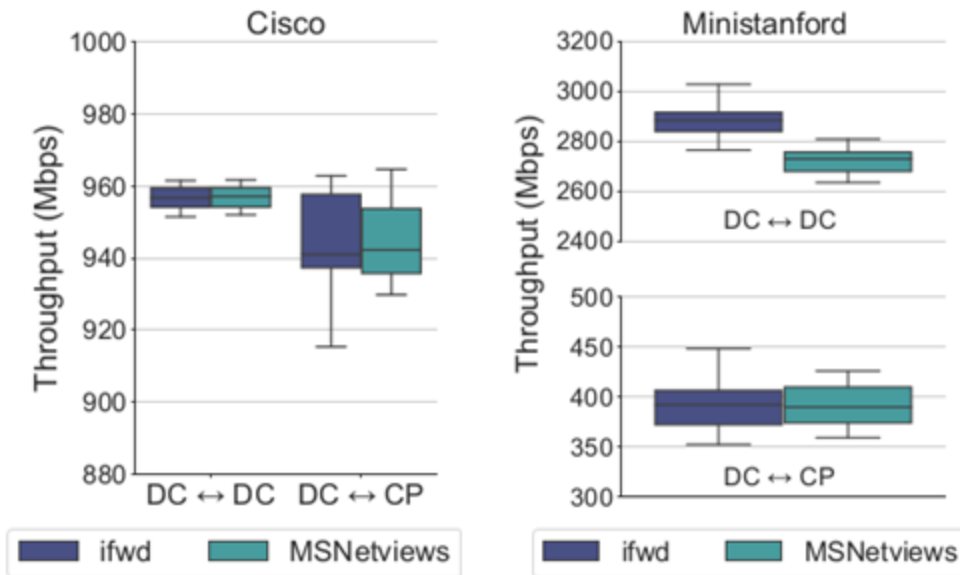 Cisco
Throughput (Mbps)
1000
980
960
940
920
900
880
DC ↔ DC
DC ↔ CP
ifwd
MSNetviews
Ministanford
Throughput (Mbps)
3200
3000
2800
2600
2400
DC ↔ DC
500
450
400
350
300
DC ↔ CP
ifwd
MSNetviews